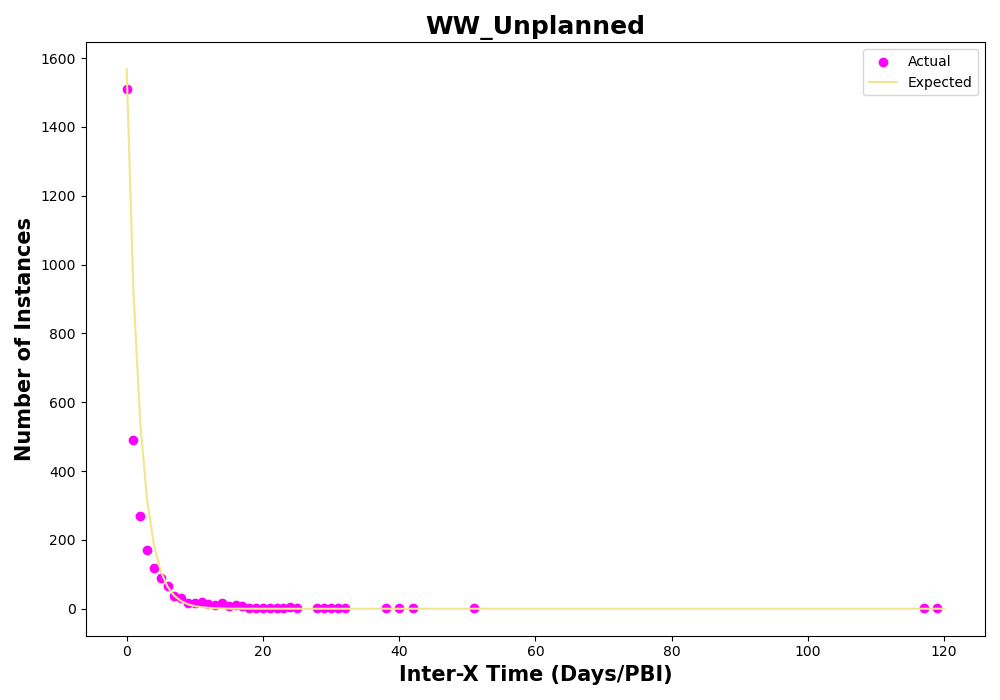 WW_Unplanned
Actual
Expected
Number of Instances
1600
1400
1200
1000
800
600
400
200
0
0 20 40 60 80 100 120
Inter-X Time (Days/PBI)